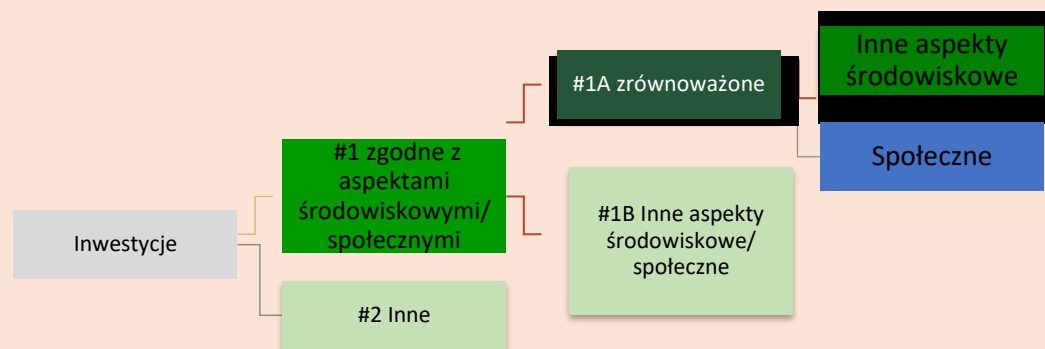 Inwestycje
#1 zgodne z
aspektami
środowiskowymi/
społecznymi
#2 Inne
#1A zrównoważone
#1B Inne aspekty
środowiskowe/
społeczne
Inne aspekty
środowiskowe
Społeczne